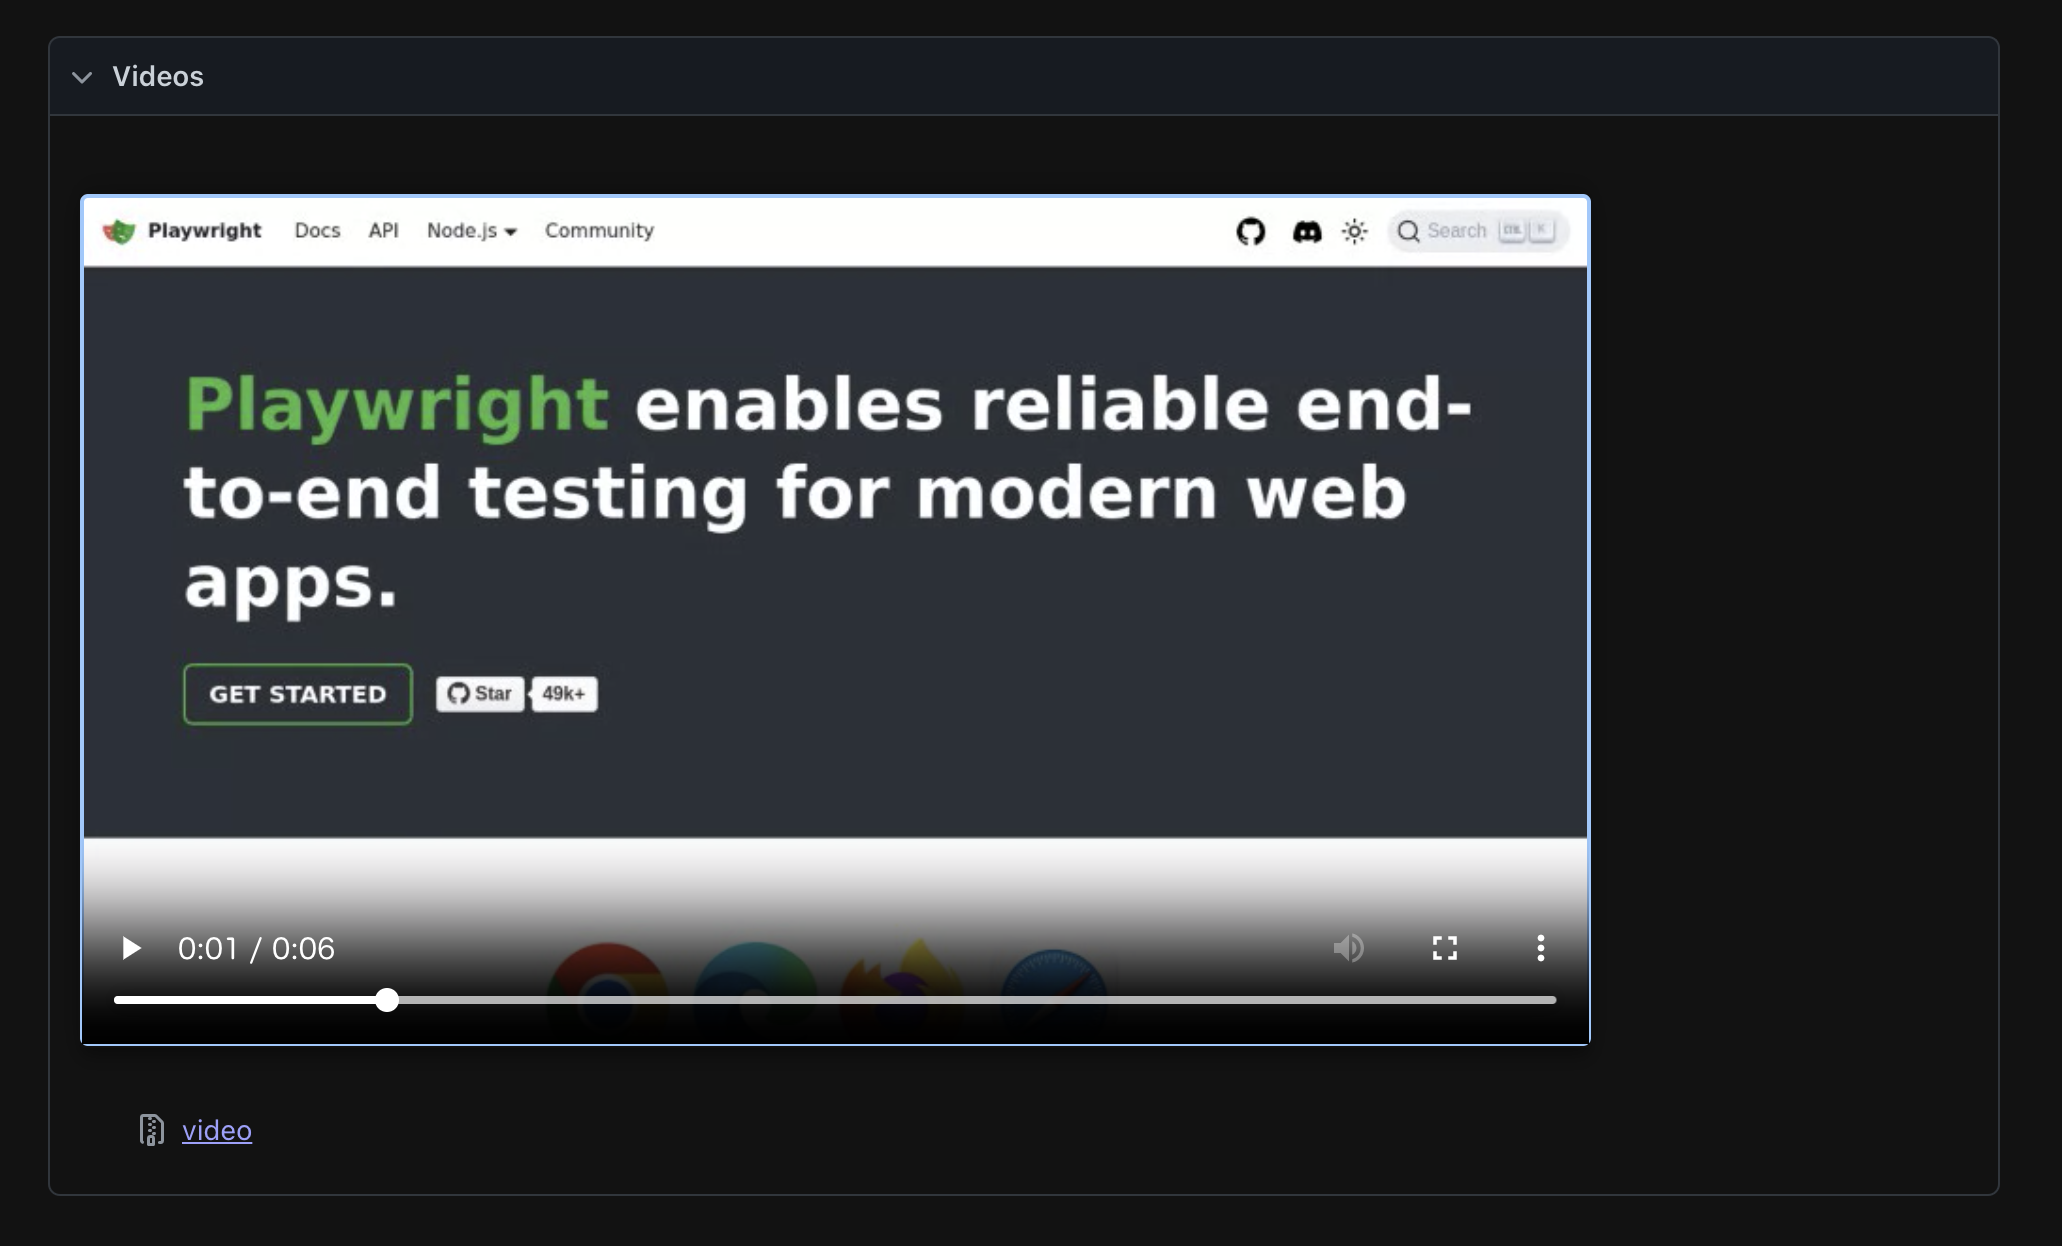 Videos
Playwright Docs API Node.js Community Search
Playwright enables reliable end-
to-end testing for modern web
apps.
GET STARTED Star 49k+
0:01 / 0:06
video